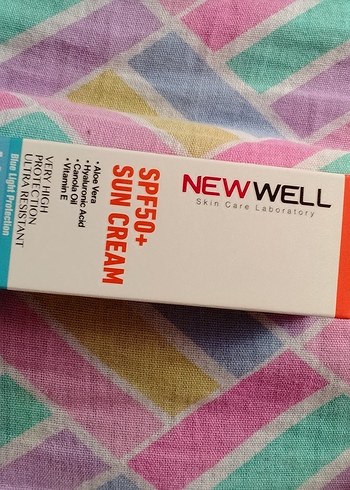 NEWWELL
Skin Care Laboratory
SPF50+
SUN CREAM
• Aloe Vera
• Hyaluronic Acid
• Canola Oil
• Vitamin E
VERY HIGH
PROTECTION
ULTRA RESISTANT
Blue Light Protection